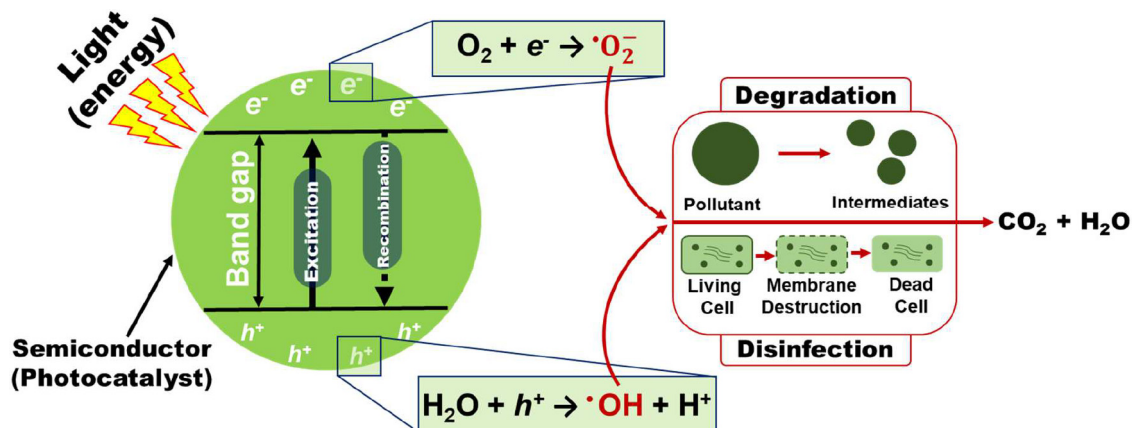 Light
(energy)
e⁻
e⁻
e⁻
e⁻
O₂ + e⁻ → •O₂⁻
Band gap
Excitation
Recombination
h⁺
h⁺
h⁺
h⁺
Semiconductor
(Photocatalyst)
H₂O + h⁺ → •OH + H⁺
Degradation
Pollutant
Intermediates
CO₂ + H₂O
Living
Cell
Membrane
Destruction
Dead
Cell
Disinfection